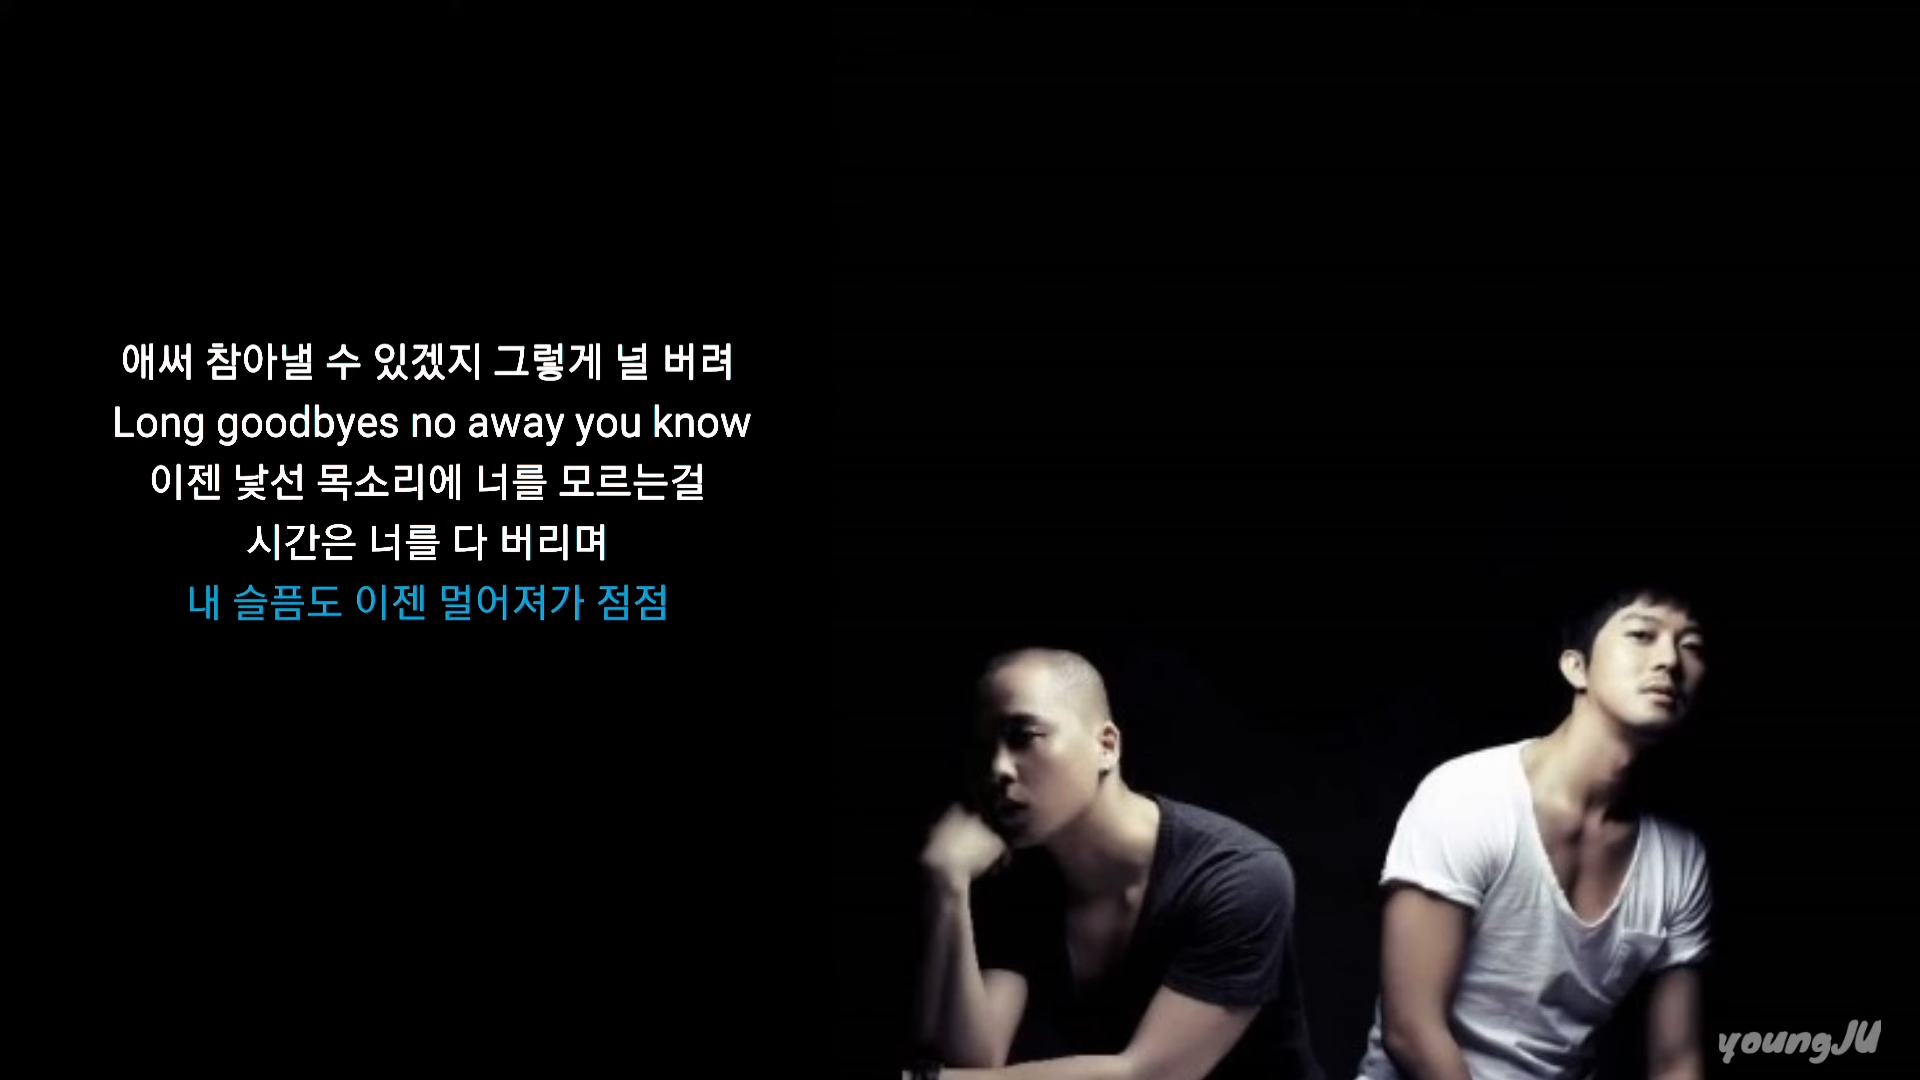 애써 참아낼 수 있겠지 그렇게 널 버려
Long goodbyes no away you know
이젠 낯선 목소리에 너를 모르는걸
시간은 너를 다 버리며
내 슬픔도 이젠 멀어져가 점점
youngJU